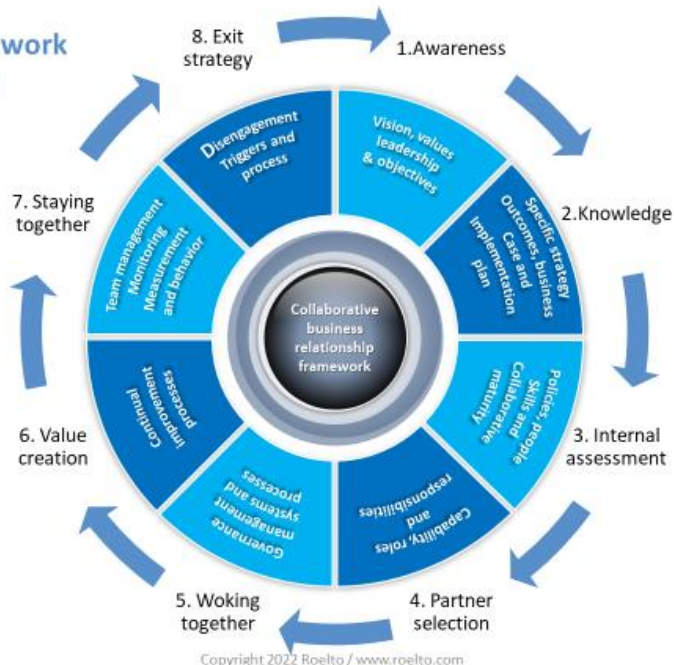 work
8. Exit
strategy
1.Awareness
2.Knowledge
3. Internal
assessment
4. Partner
selection
5. Woking
together
6. Value
creation
7. Staying
together
Vision, values
leadership
& objectives
Specific strategy
Outcomes, business
Case and
Implementation
plan
Policies, people
Skills and
Collaborative
maturity
Capability, roles
and
responsibilities
Governance
management
systems and
processes
Continual
improvement
processes
Team management
Monitoring
Measurement
and behavior
Disengagement
Triggers and
process
Collaborative
business
relationship
framework
Copyright 2022 Roelto / www.roelto.com